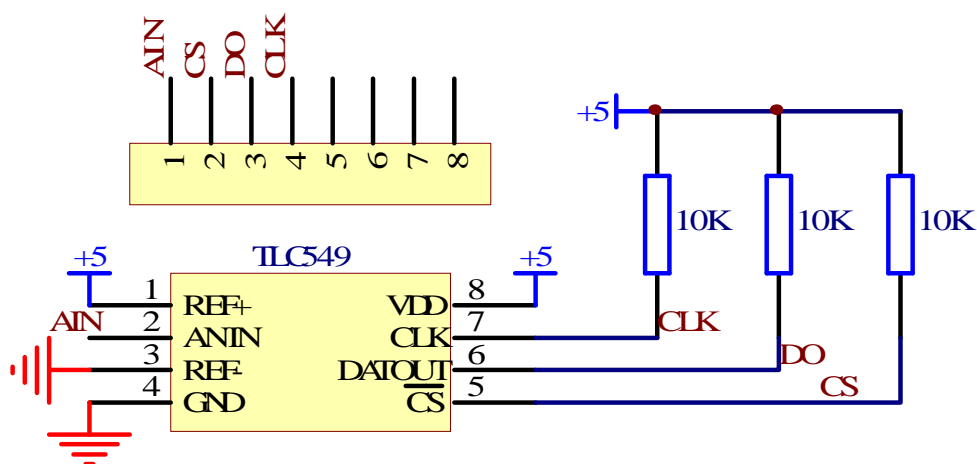 AIN CS DO CLK
1 2 3 4 5 6 7 8
+5
10K 10K 10K
TLC549
+5 +5
1 REF+ VDD 8
AIN 2 ANIN CLK 7 CLK
3 REF- DATOUT 6 DO
4 GND CS 5 CS